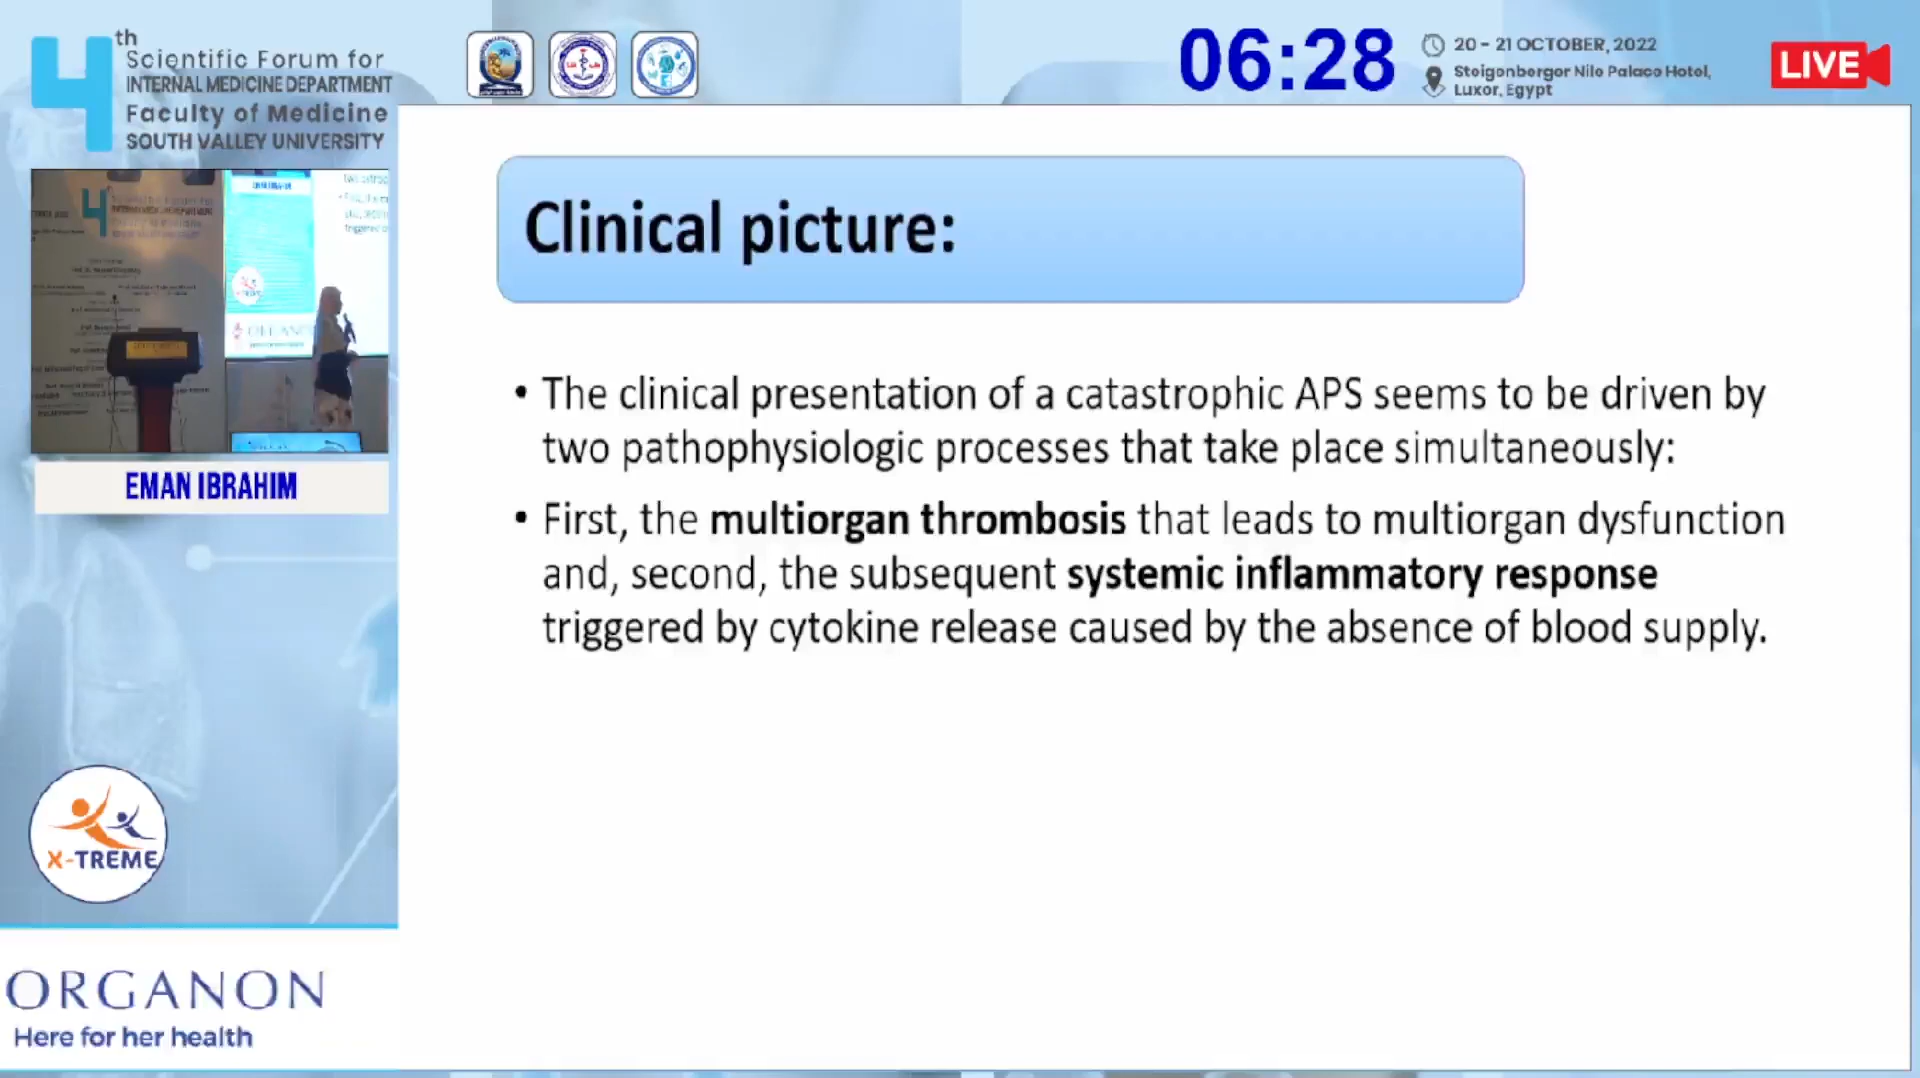 4th
Scientific Forum for
INTERNAL MEDICINE DEPARTMENT
Faculty of Medicine
SOUTH VALLEY UNIVERSITY
06:28
20 - 21 OCTOBER, 2022
Steigenberger Nile Palace Hotel,
Luxor, Egypt
LIVE
EMAN IBRAHIM
X-TREME
ORGANON
Here for her health
Clinical picture:
• The clinical presentation of a catastrophic APS seems to be driven by
two pathophysiologic processes that take place simultaneously:
• First, the multiorgan thrombosis that leads to multiorgan dysfunction
and, second, the subsequent systemic inflammatory response
triggered by cytokine release caused by the absence of blood supply.